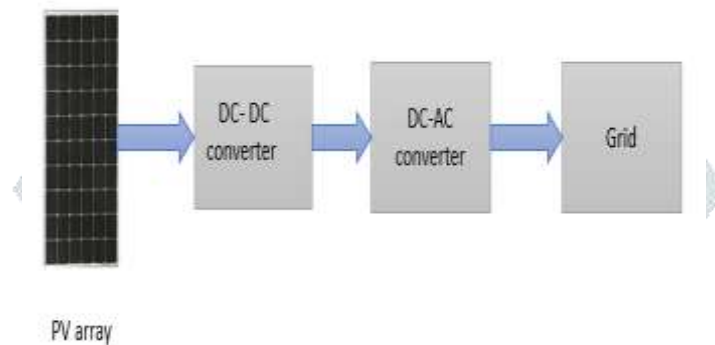 DC- DC
converter
DC-AC
converter
Grid
PV array